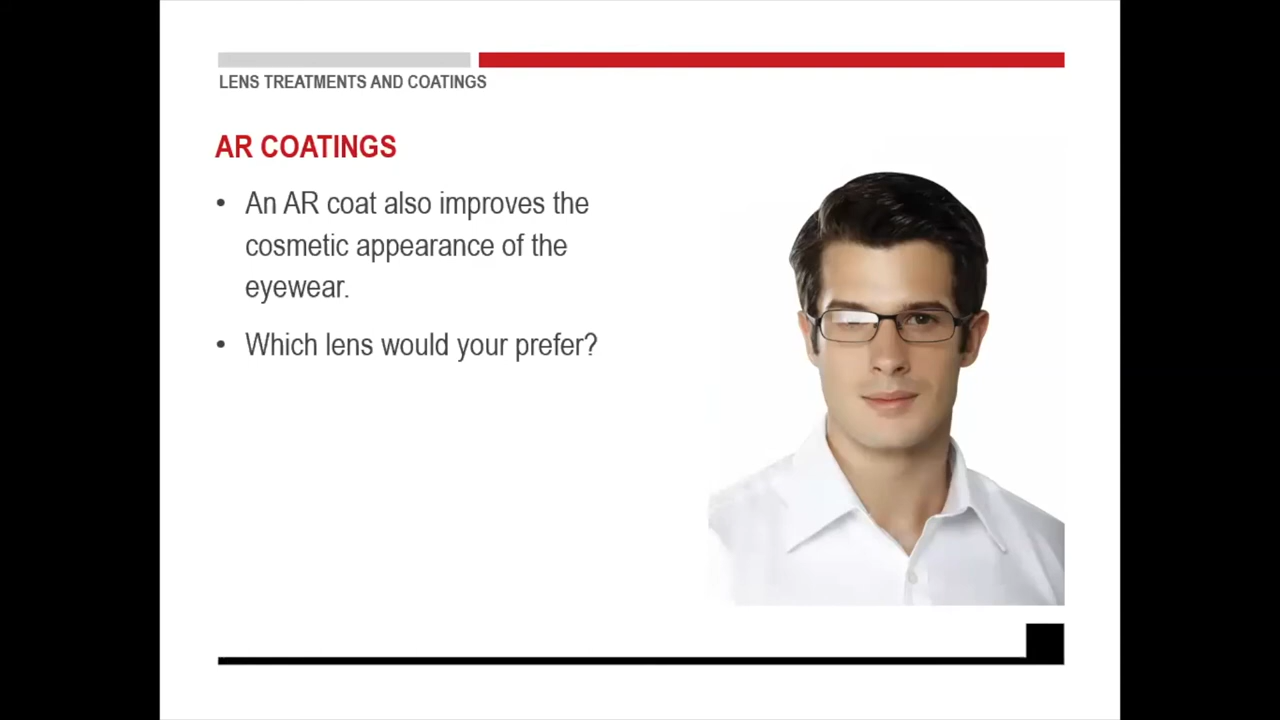 LENS TREATMENTS AND COATINGS
AR COATINGS
• An AR coat also improves the
cosmetic appearance of the
eyewear.
• Which lens would your prefer?